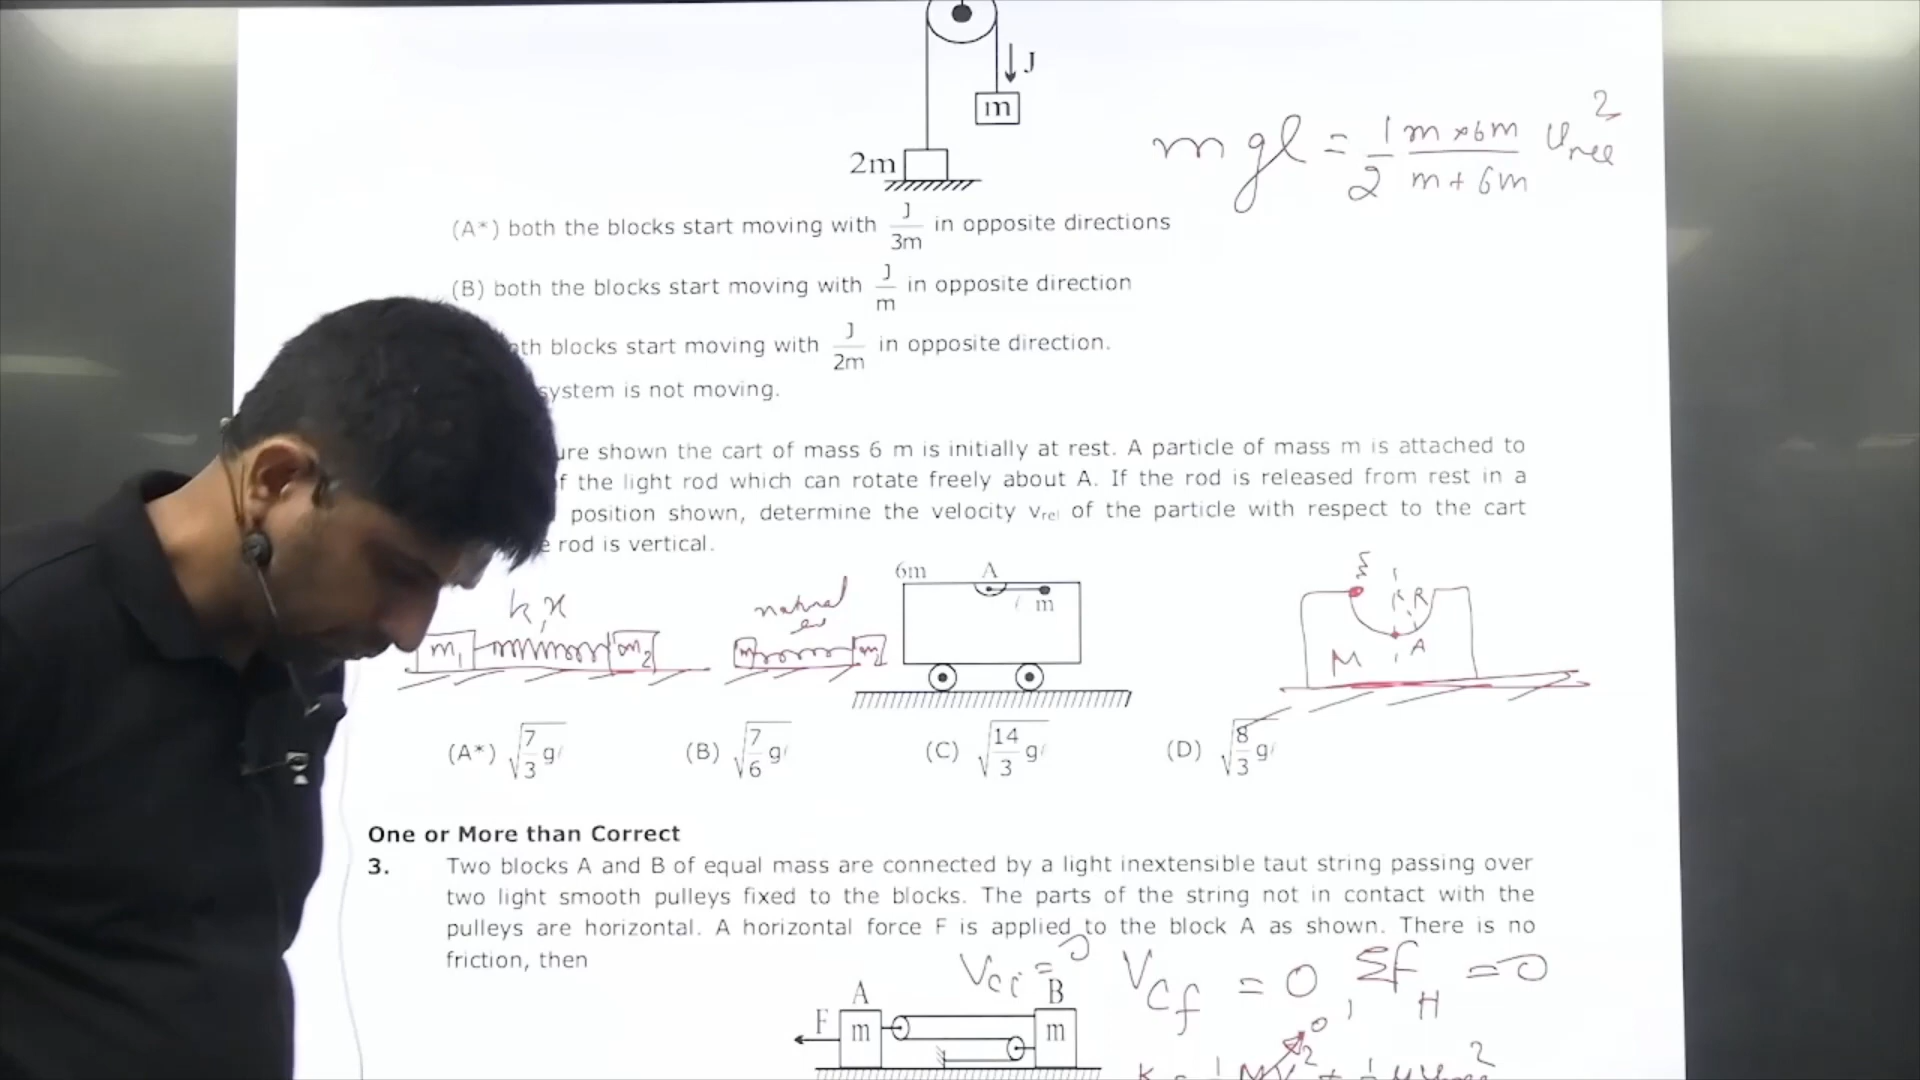 J
m
2m
mgl = 1/2 m×6m/m+6m v_rel^2
(A*) both the blocks start moving with J/3m in opposite directions
(B) both the blocks start moving with J/m in opposite direction
blocks start moving with J/2m in opposite direction.
system is not moving.
shown the cart of mass 6 m is initially at rest. A particle of mass m is attached to
the light rod which can rotate freely about A. If the rod is released from rest in a
position shown, determine the velocity v_rel of the particle with respect to the cart
rod is vertical.
k, x
m1 m2
natural
6m A
m
R
M A
(A*) √7/3 gl (B) √7/6 gl (C) √14/3 gl (D) √8/3 gl
One or More than Correct
3. Two blocks A and B of equal mass are connected by a light inextensible taut string passing over
two light smooth pulleys fixed to the blocks. The parts of the string not in contact with the
pulleys are horizontal. A horizontal force F is applied to the block A as shown. There is no
friction, then
Vci = 0 Vcf = 0, ΣF_H = 0
A B
F m m